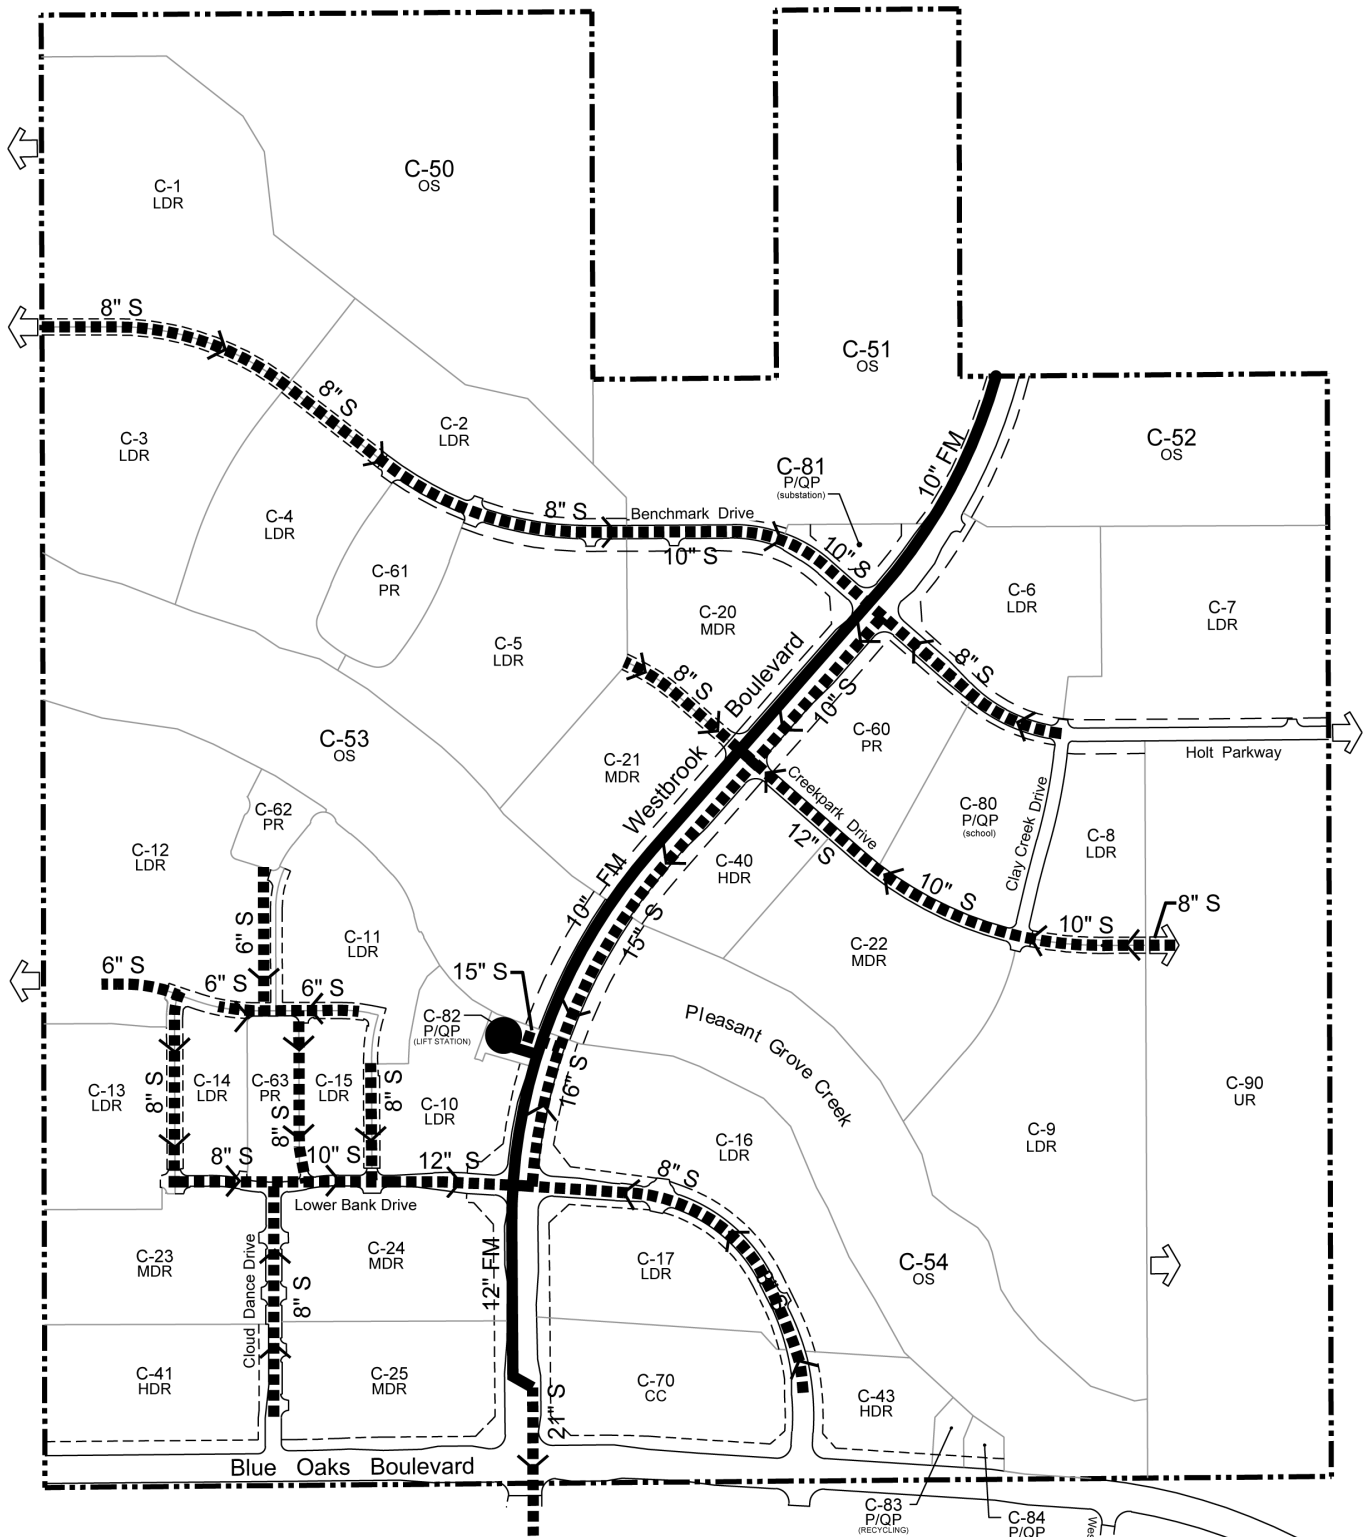 C-50
OS
C-1
LDR
8" S
C-51
OS
8" S
C-2
LDR
C-3
LDR
10" FM
C-52
OS
C-81
P/QP
(substation)
8" S
Benchmark Drive
C-4
LDR
10" S
10" S
C-61
PR
C-6
LDR
C-7
LDR
C-20
MDR
C-5
LDR
8" S
8" S
Westbrook Boulevard
10" S
C-60
PR
C-53
OS
C-21
MDR
Holt Parkway
Creekpark Drive
C-62
PR
C-80
P/QP
(school)
Clay Creek Drive
12" S
C-8
LDR
C-12
LDR
C-40
HDR
10" FM
10" S
8" S
6" S
15" S
10" S
C-11
LDR
C-22
MDR
6" S
15" S
6" S
6" S
Pleasant Grove Creek
C-82
P/QP
(LIFT STATION)
16" S
C-13
LDR
8" S
C-14
LDR
C-63
PR
C-15
LDR
8" S
C-10
LDR
C-90
UR
8" S
C-9
LDR
C-16
LDR
8" S
10" S
12" S
8" S
Lower Bank Drive
C-23
MDR
C-24
MDR
C-17
LDR
C-54
OS
12" FM
8" S
8" S
Cloud Dance Drive
C-41
HDR
C-25
MDR
C-70
CC
C-43
HDR
21" S
Blue Oaks Boulevard
C-83
P/QP
(RECYCLING)
C-84
P/QP
Wes